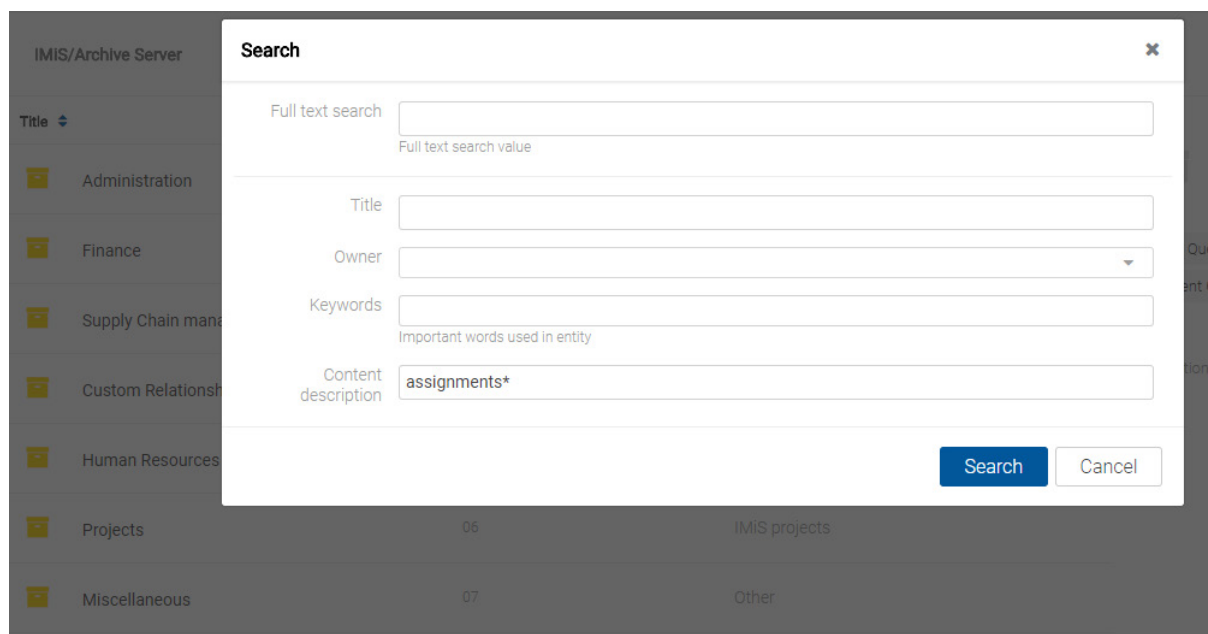 IMiS/Archive Server
Search
Full text search
Full text search value
Title
Administration
Title
Finance
Owner
Keywords
Supply Chain mana
Important words used in entity
Content
description
assignments*
Custom Relationsh
Human Resources
Search
Cancel
Projects
06
IMiS projects
Miscellaneous
07
Other